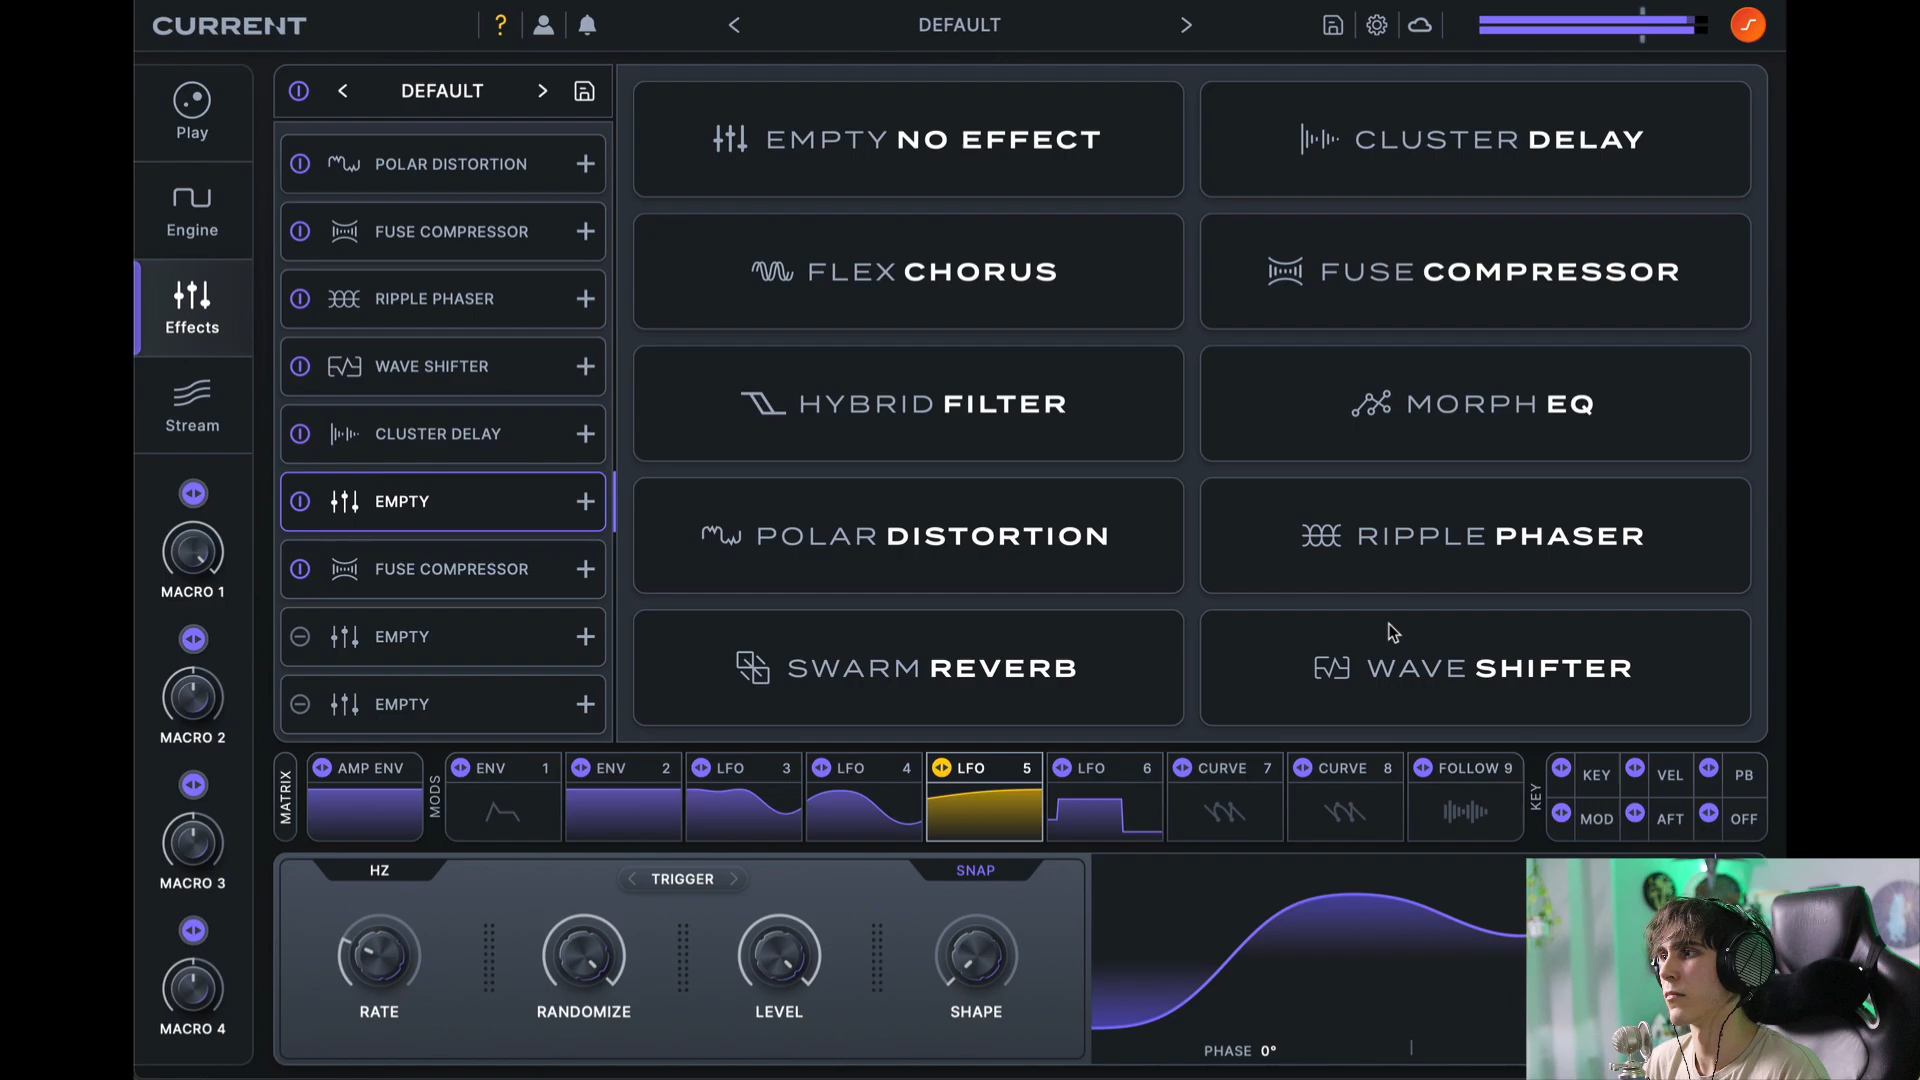 CURRENT
?
DEFAULT
Play
Engine
Effects
Stream
MACRO 1
MACRO 2
MACRO 3
MACRO 4
DEFAULT
POLAR DISTORTION
FUSE COMPRESSOR
RIPPLE PHASER
WAVE SHIFTER
CLUSTER DELAY
EMPTY
FUSE COMPRESSOR
EMPTY
EMPTY
EMPTY NO EFFECT
CLUSTER DELAY
FLEX CHORUS
FUSE COMPRESSOR
HYBRID FILTER
MORPH EQ
POLAR DISTORTION
RIPPLE PHASER
SWARM REVERB
WAVE SHIFTER
MATRIX
AMP ENV
MODS
ENV 1
ENV 2
LFO 3
LFO 4
LFO 5
LFO 6
CURVE 7
CURVE 8
FOLLOW 9
KEY
KEY
VEL
PB
MOD
AFT
OFF
HZ
TRIGGER
SNAP
RATE
RANDOMIZE
LEVEL
SHAPE
PHASE 0°